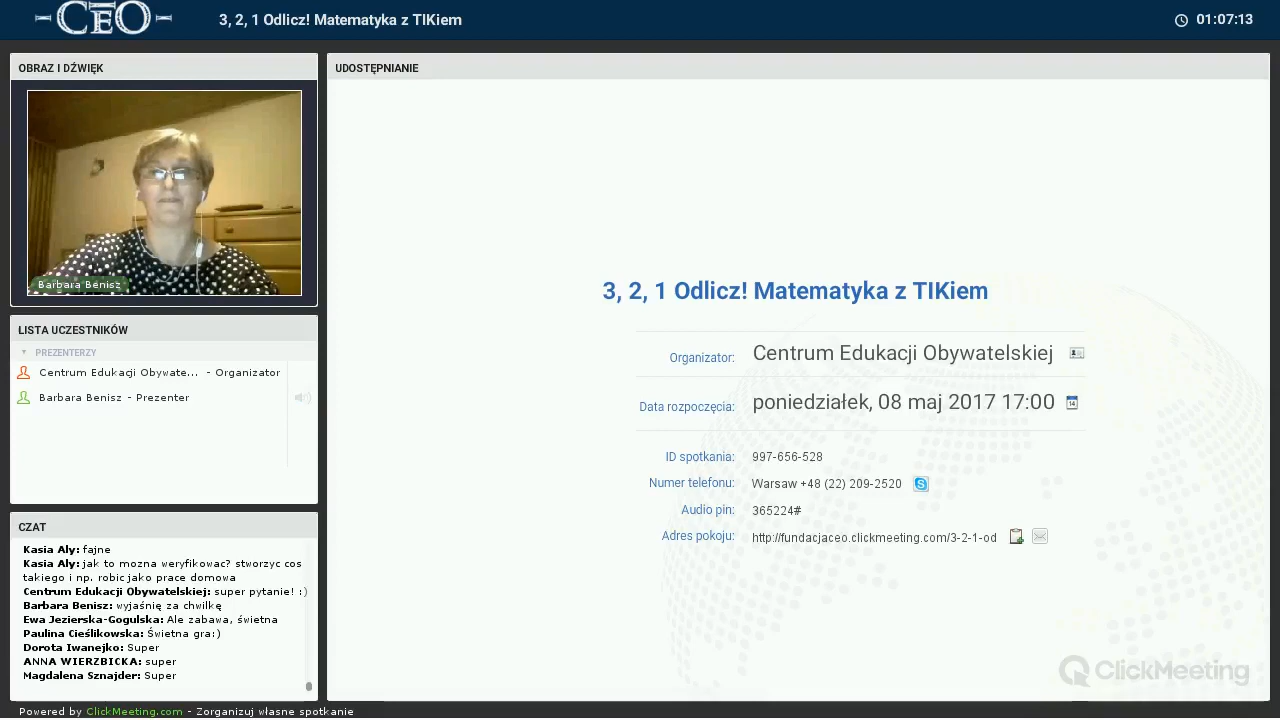 CEO
3, 2, 1 Odlicz! Matematyka z TIKiem
01:07:13
OBRAZ I DŹWIĘK
Barbara Benisz
LISTA UCZESTNIKÓW
PREZENTERZY
Centrum Edukacji Obywate... - Organizator
Barbara Benisz - Prezenter
CZAT
Kasia Aly: fajne
Kasia Aly: jak to mozna weryfikowac? stworzyc cos
takiego i np. robic jako prace domowa
Centrum Edukacji Obywatelskiej: super pytanie! :)
Barbara Benisz: wyjaśnię za chwilkę
Ewa Jezierska-Gogulska: Ale zabawa, świetna
Paulina Cieślikowska: Świetna gra:)
Dorota Iwanejko: Super
ANNA WIERZBICKA: super
Magdalena Sznajder: Super
UDOSTĘPNIANIE
3, 2, 1 Odlicz! Matematyka z TIKiem
Organizator: Centrum Edukacji Obywatelskiej
Data rozpoczęcia: poniedziałek, 08 maj 2017 17:00
14
ID spotkania: 997-656-528
Numer telefonu: Warsaw +48 (22) 209-2520
Audio pin: 365224#
Adres pokoju: http://fundacjaceo.clickmeeting.com/3-2-1-od
ClickMeeting
Powered by ClickMeeting.com - Zorganizuj własne spotkanie